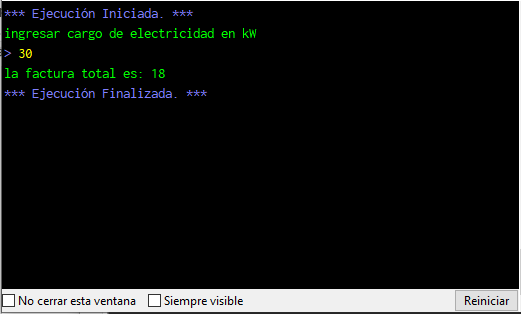 *** Ejecución Iniciada. ***
ingresar cargo de electricidad en kW
> 30
la factura total es: 18
*** Ejecución Finalizada. ***
No cerrar esta ventana
Siempre visible
Reiniciar